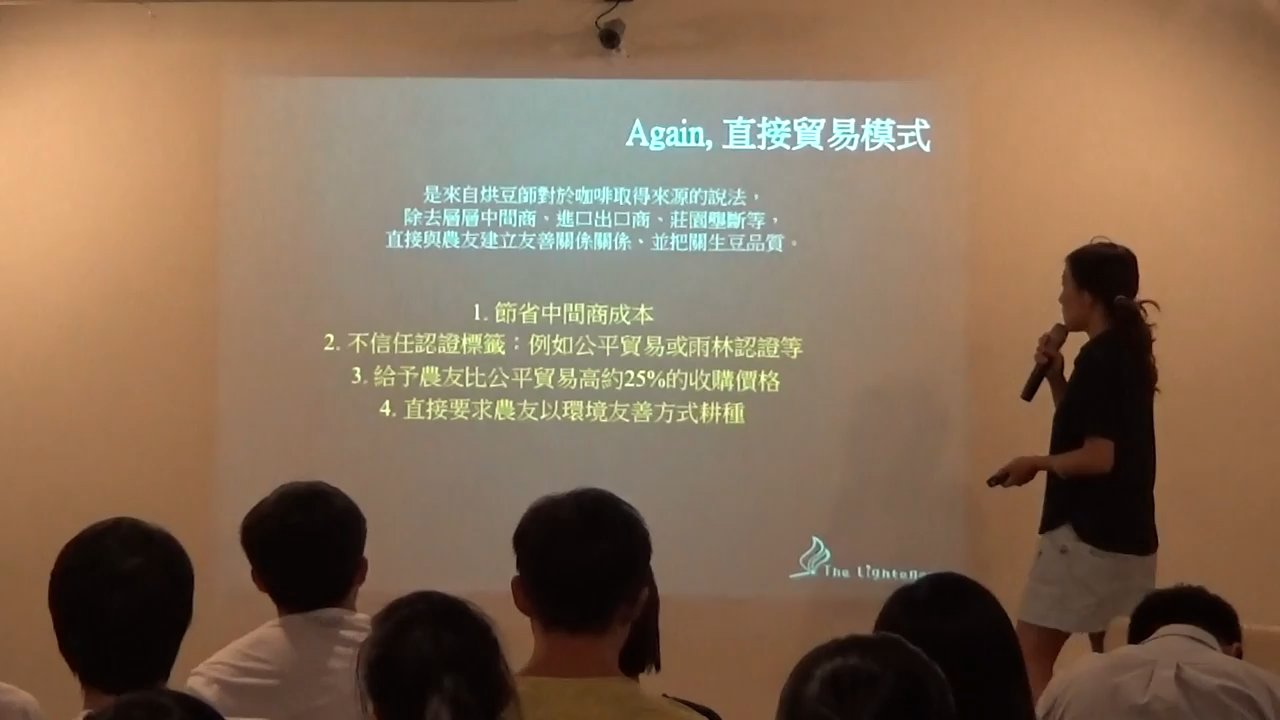 Again, 直接貿易模式
是來自烘豆師對於咖啡取得來源的說法，
除去層層中間商、進口出口商、莊園壟斷等，
直接與農友建立友善關係關係、並把關生豆品質。
1. 節省中間商成本
2. 不信任認證標籤：例如公平貿易或雨林認證等
3. 給予農友比公平貿易高約25%的收購價格
4. 直接要求農友以環境友善方式耕種
The